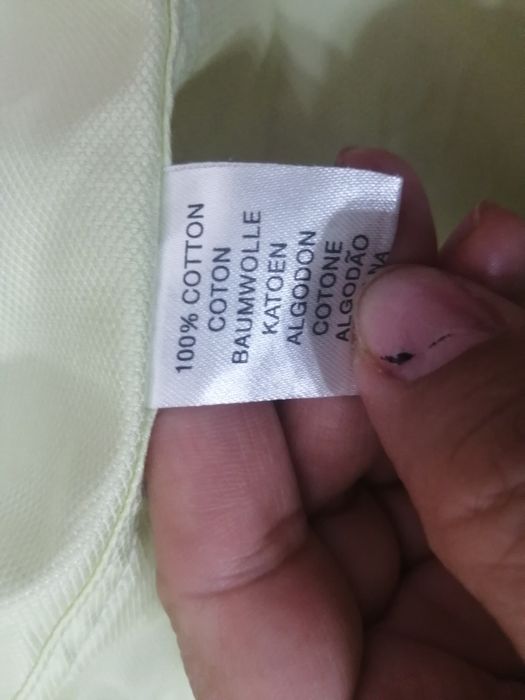 100% COTTON
COTON
BAUMWOLLE
KATOEN
ALGODON
COTONE
ALGODÃO